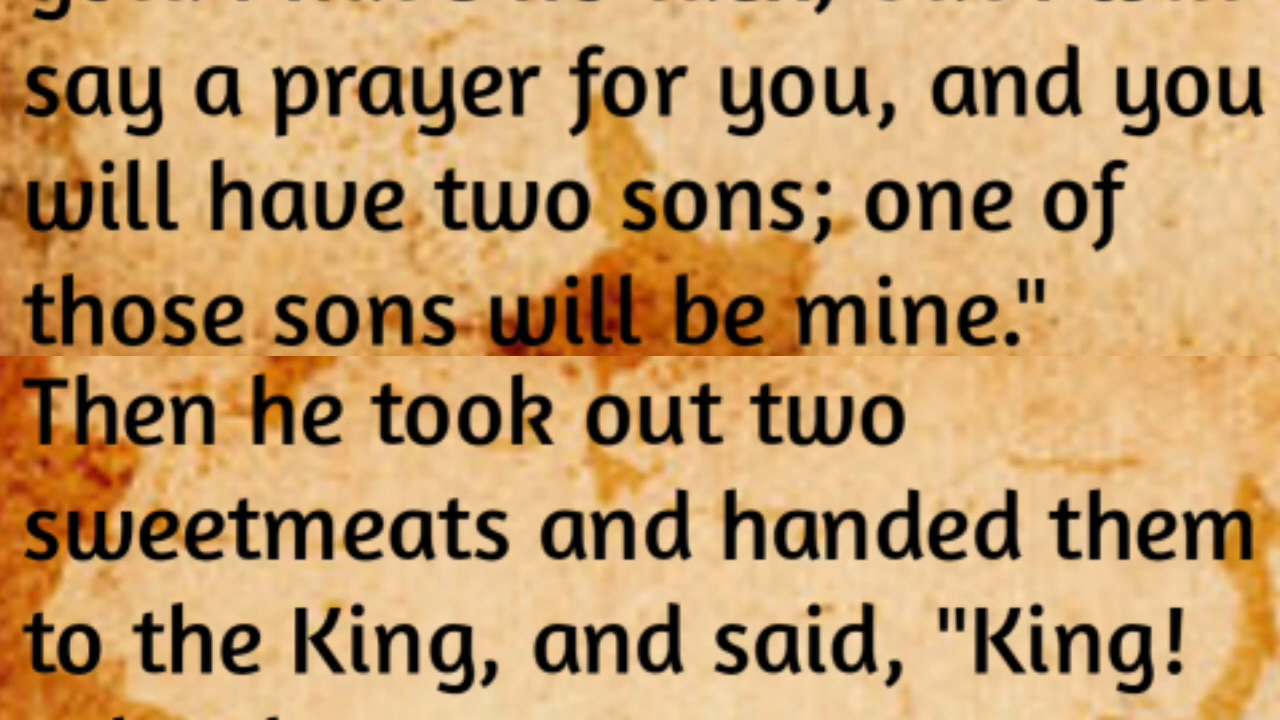 say a prayer for you, and you
will have two sons; one of
those sons will be mine."
Then he took out two
sweetmeats and handed them
to the King, and said, "King!